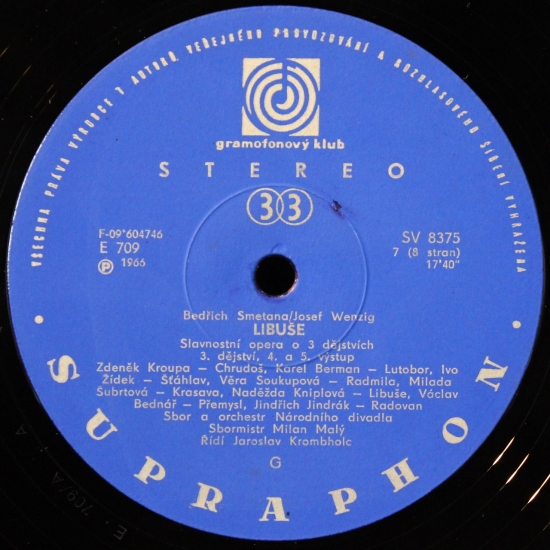 VŠECHNA PRÁVA VÝROBCE I AUTORŮ VEŘEJNÉHO PROVOZOVÁNÍ A ROZHLASOVÉHO ŠÍŘENÍ VYHRAZENA
gramofonový klub
STEREO
33
F-09*604746
E 709
Ⓟ 1966
SV 8375
7 (8 stran)
17'40"
Bedřich Smetana/Josef Wenzig
LIBUŠE
Slavnostní opera o 3 dějstvích
3. dějství, 4. a 5. výstup
Zdeněk Kroupa – Chrudoš, Karel Berman – Lutobor, Ivo
Žídek – Šťáhlav, Věra Soukupová – Radmila, Milada
Šubrtová – Krasava, Naděžda Kniplová – Libuše, Václav
Bednář – Přemysl, Jindřich Jindrák – Radovan
Sbor a orchestr Národního divadla
Sbormistr Milan Malý
Řídí Jaroslav Krombholc
G
• SUPRAPHON •
E 709/A